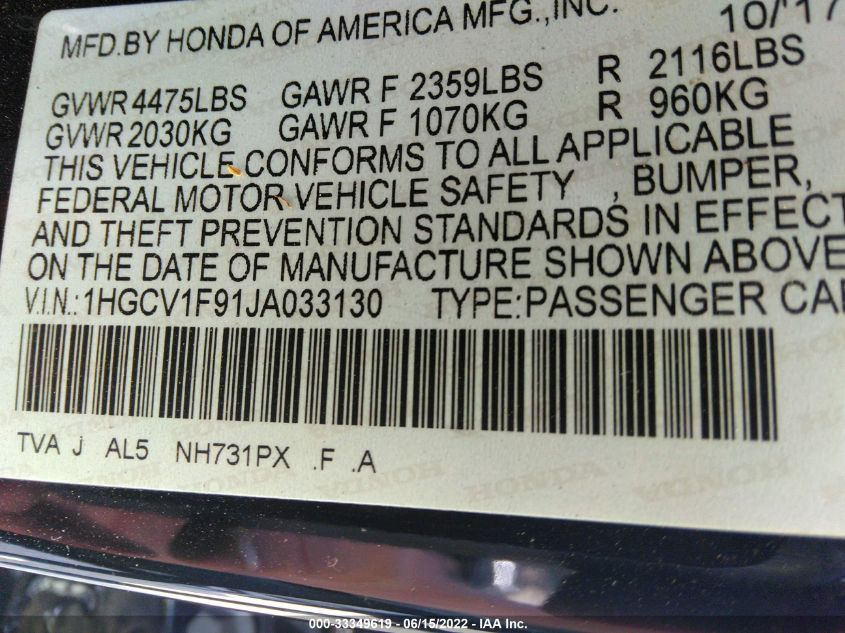 MFD.BY HONDA OF AMERICA MFG.,INC. 10/'17
GVWR 4475LBS GAWR F 2359LBS R 2116LBS
GVWR 2030KG GAWR F 1070KG R 960KG
THIS VEHICLE CONFORMS TO ALL APPLICABLE
FEDERAL MOTOR VEHICLE SAFETY , BUMPER,
AND THEFT PREVENTION STANDARDS IN EFFECT
ON THE DATE OF MANUFACTURE SHOWN ABOVE
V.I.N.:1HGCV1F91JA033130 TYPE:PASSENGER CAR
TVA J AL5 NH731PX .F .A
000-33349619 - 06/15/2022 - IAA Inc.